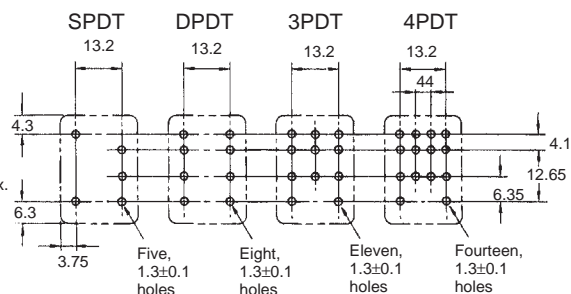 SPDT DPDT 3PDT 4PDT
13.2 13.2 13.2 13.2
44
4.3
4.1
12.65
x.
6.35
6.3
3.75
Five,
1.3±0.1
holes
Eight,
1.3±0.1
holes
Eleven,
1.3±0.1
holes
Fourteen,
1.3±0.1
holes